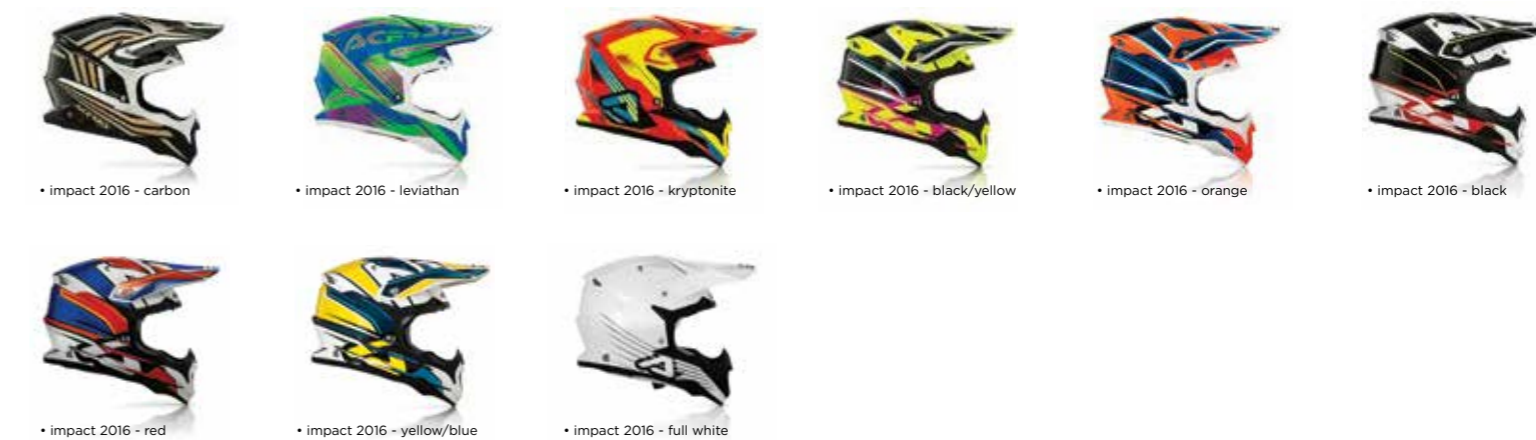 • impact 2016 - carbon
• impact 2016 - leviathan
• impact 2016 - kryptonite
• impact 2016 - black/yellow
• impact 2016 - orange
• impact 2016 - black
• impact 2016 - red
• impact 2016 - yellow/blue
• impact 2016 - full white